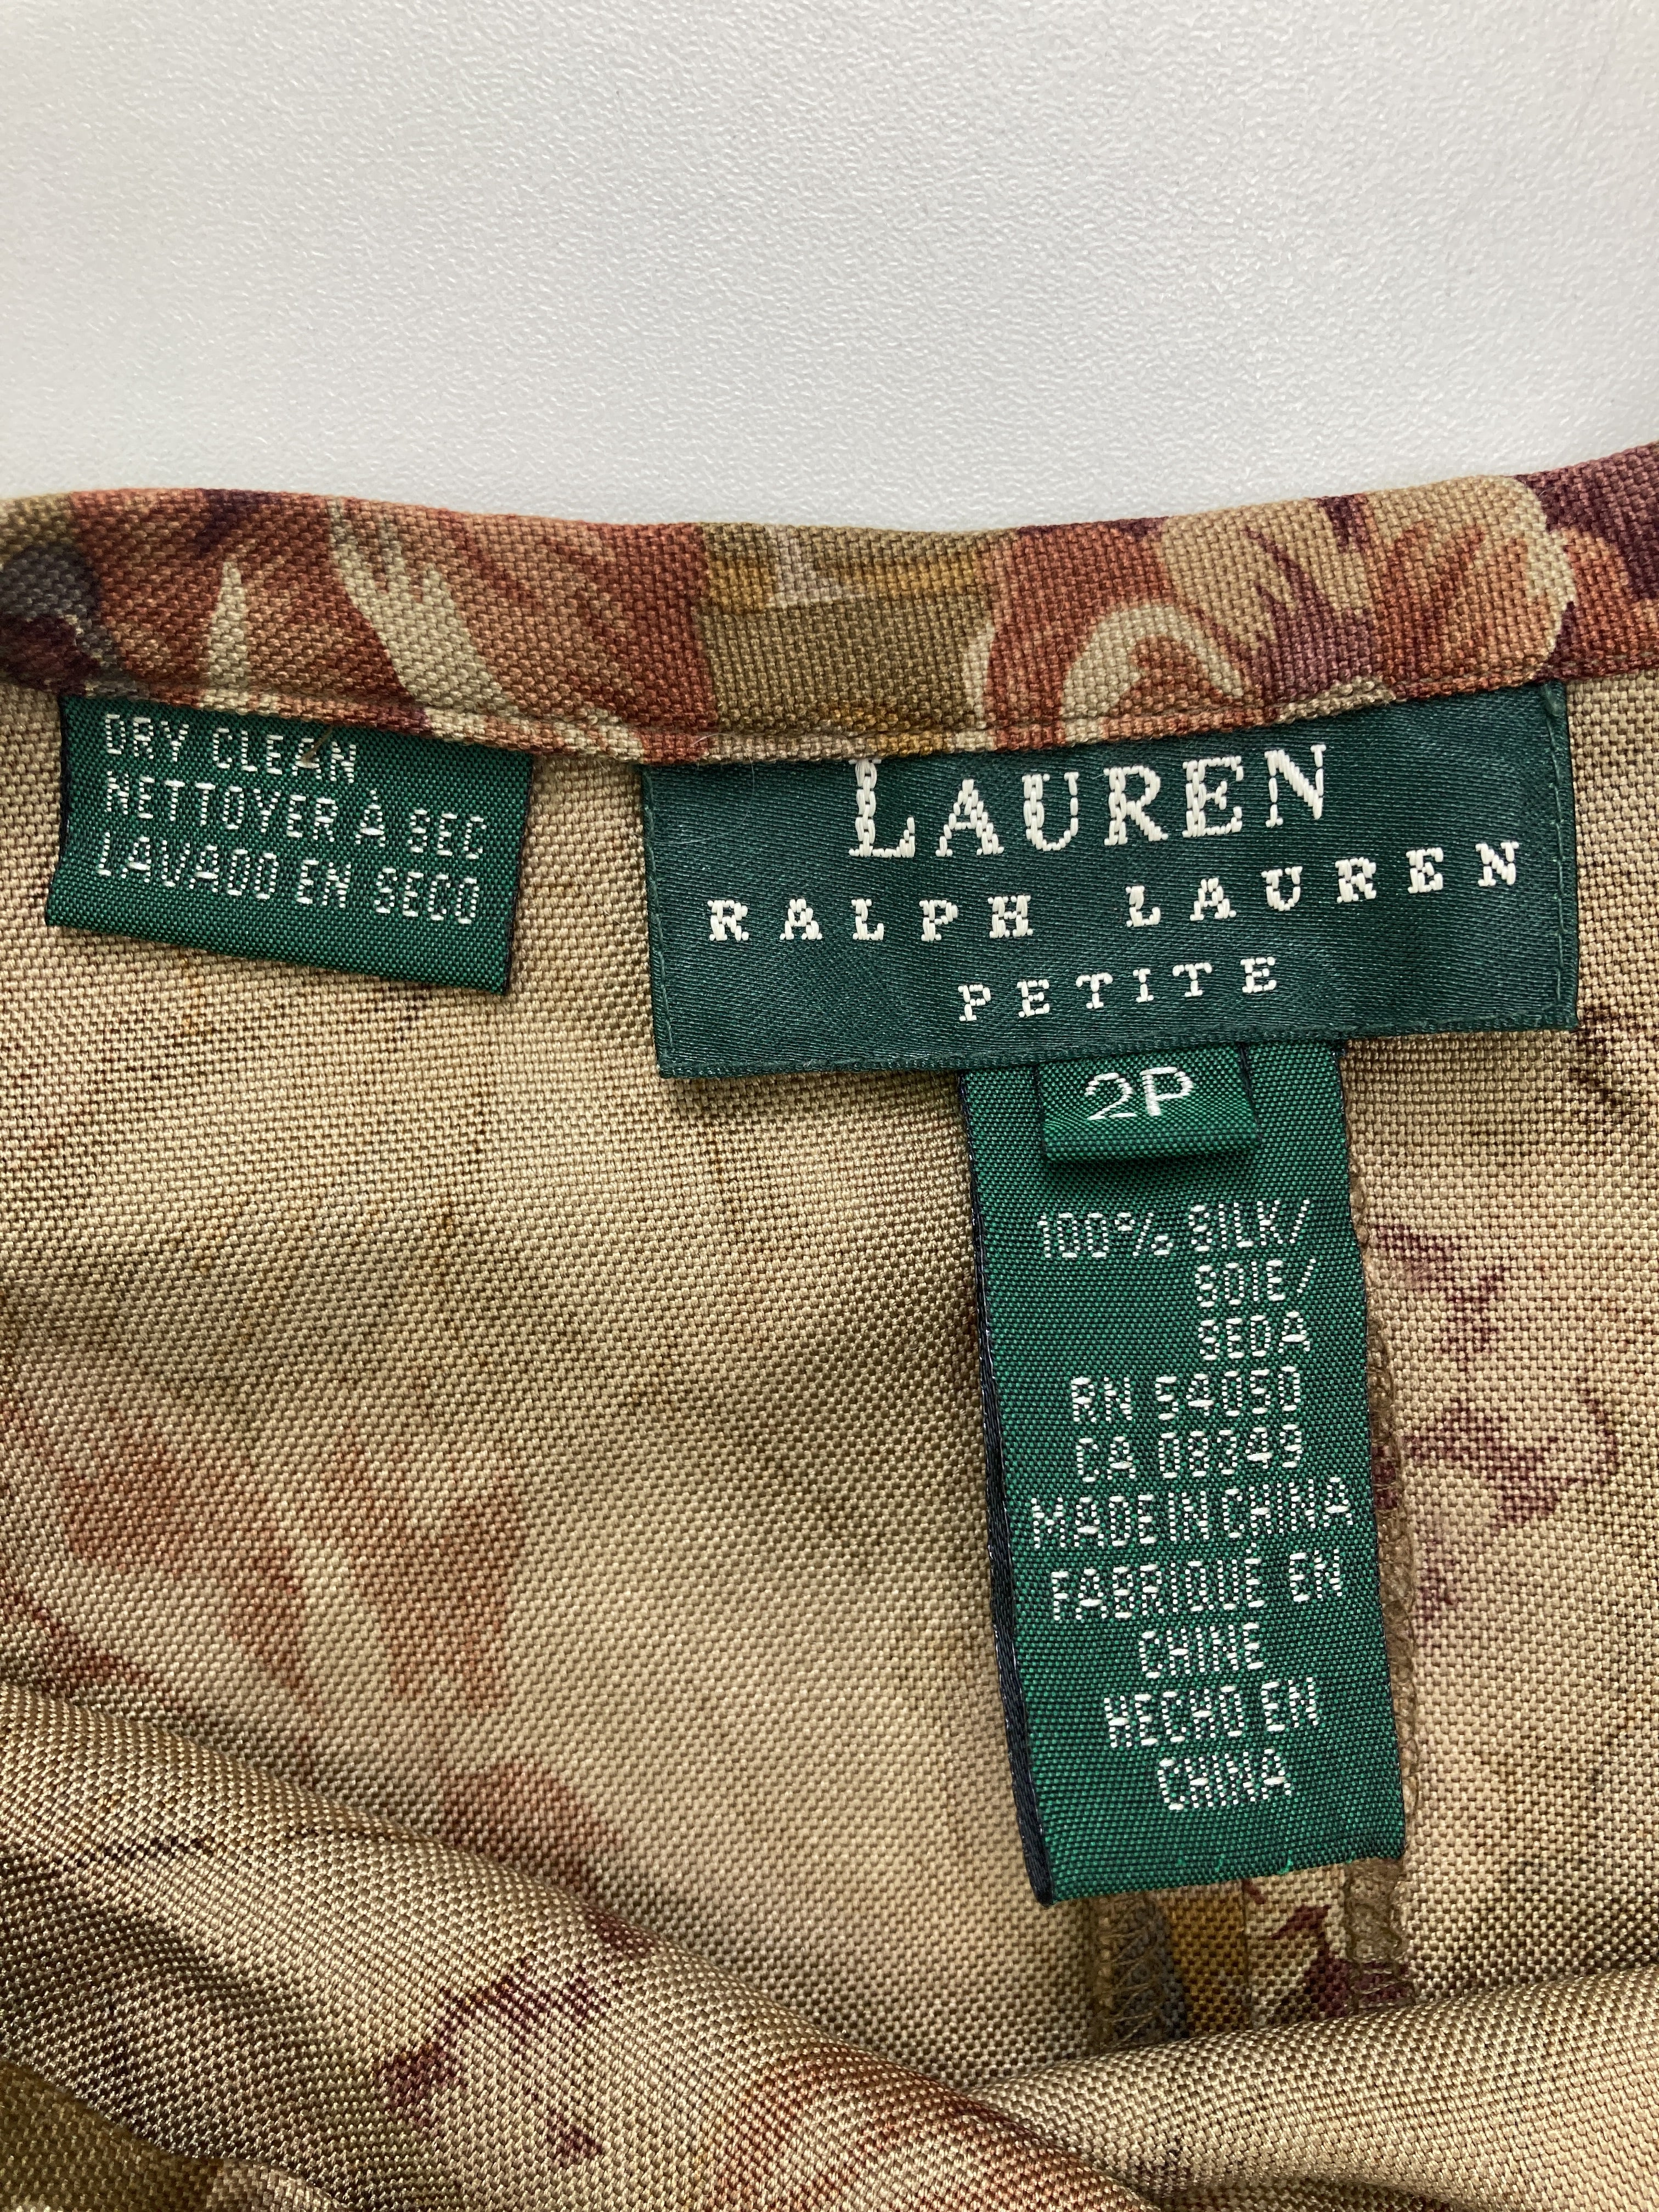 DRY CLEAN
NETTOYER À SEC
LAVADO EN SECO
LAUREN
RALPH LAUREN
PETITE
2P
100% SILK/
SOIE/
SEDA
RN 54050
CA 08249
MADE IN CHINA
FABRIQUÉ EN
CHINE
HECHO EN
CHINA